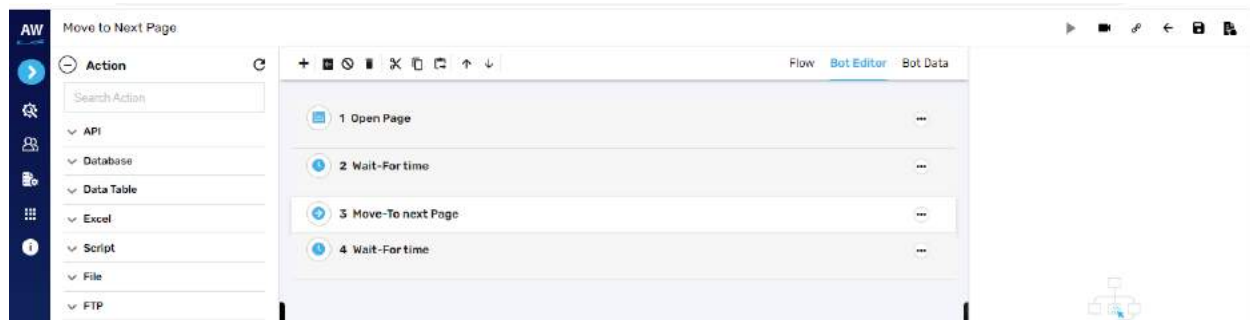 AW
Move to Next Page
Action
Search Action
API
Database
Data Table
Excel
Script
File
FTP
Flow Bot Editor Bot Data
1 Open Page
2 Wait-For time
3 Move-To next Page
4 Wait-For time